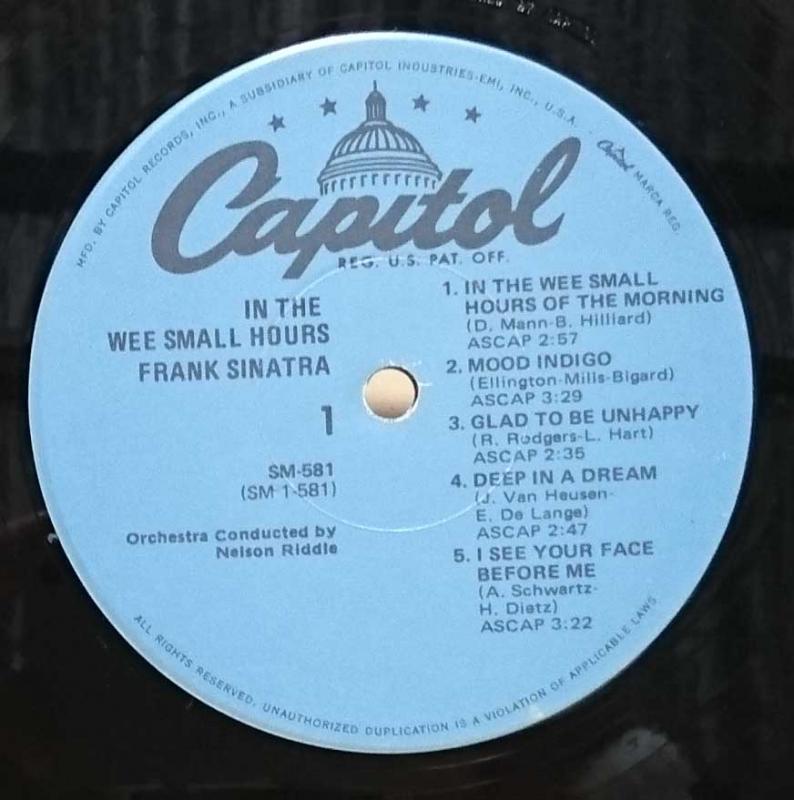 MFD. BY CAPITOL RECORDS, INC., A SUBSIDIARY OF CAPITOL INDUSTRIES-EMI, INC., U.S.A. · Capitol MARCA REG.
Capitol
REG. U.S. PAT. OFF.
IN THE
WEE SMALL HOURS
FRANK SINATRA
1
SM-581
(SM 1-581)
Orchestra Conducted by
Nelson Riddle
1. IN THE WEE SMALL
HOURS OF THE MORNING
(D. Mann-B. Hilliard)
ASCAP 2:57
2. MOOD INDIGO
(Ellington-Mills-Bigard)
ASCAP 3:29
3. GLAD TO BE UNHAPPY
(R. Rodgers-L. Hart)
ASCAP 2:35
4. DEEP IN A DREAM
(J. Van Heusen-
E. De Lange)
ASCAP 2:47
5. I SEE YOUR FACE
BEFORE ME
(A. Schwartz-
H. Dietz)
ASCAP 3:22
ALL RIGHTS RESERVED. UNAUTHORIZED DUPLICATION IS A VIOLATION OF APPLICABLE LAWS